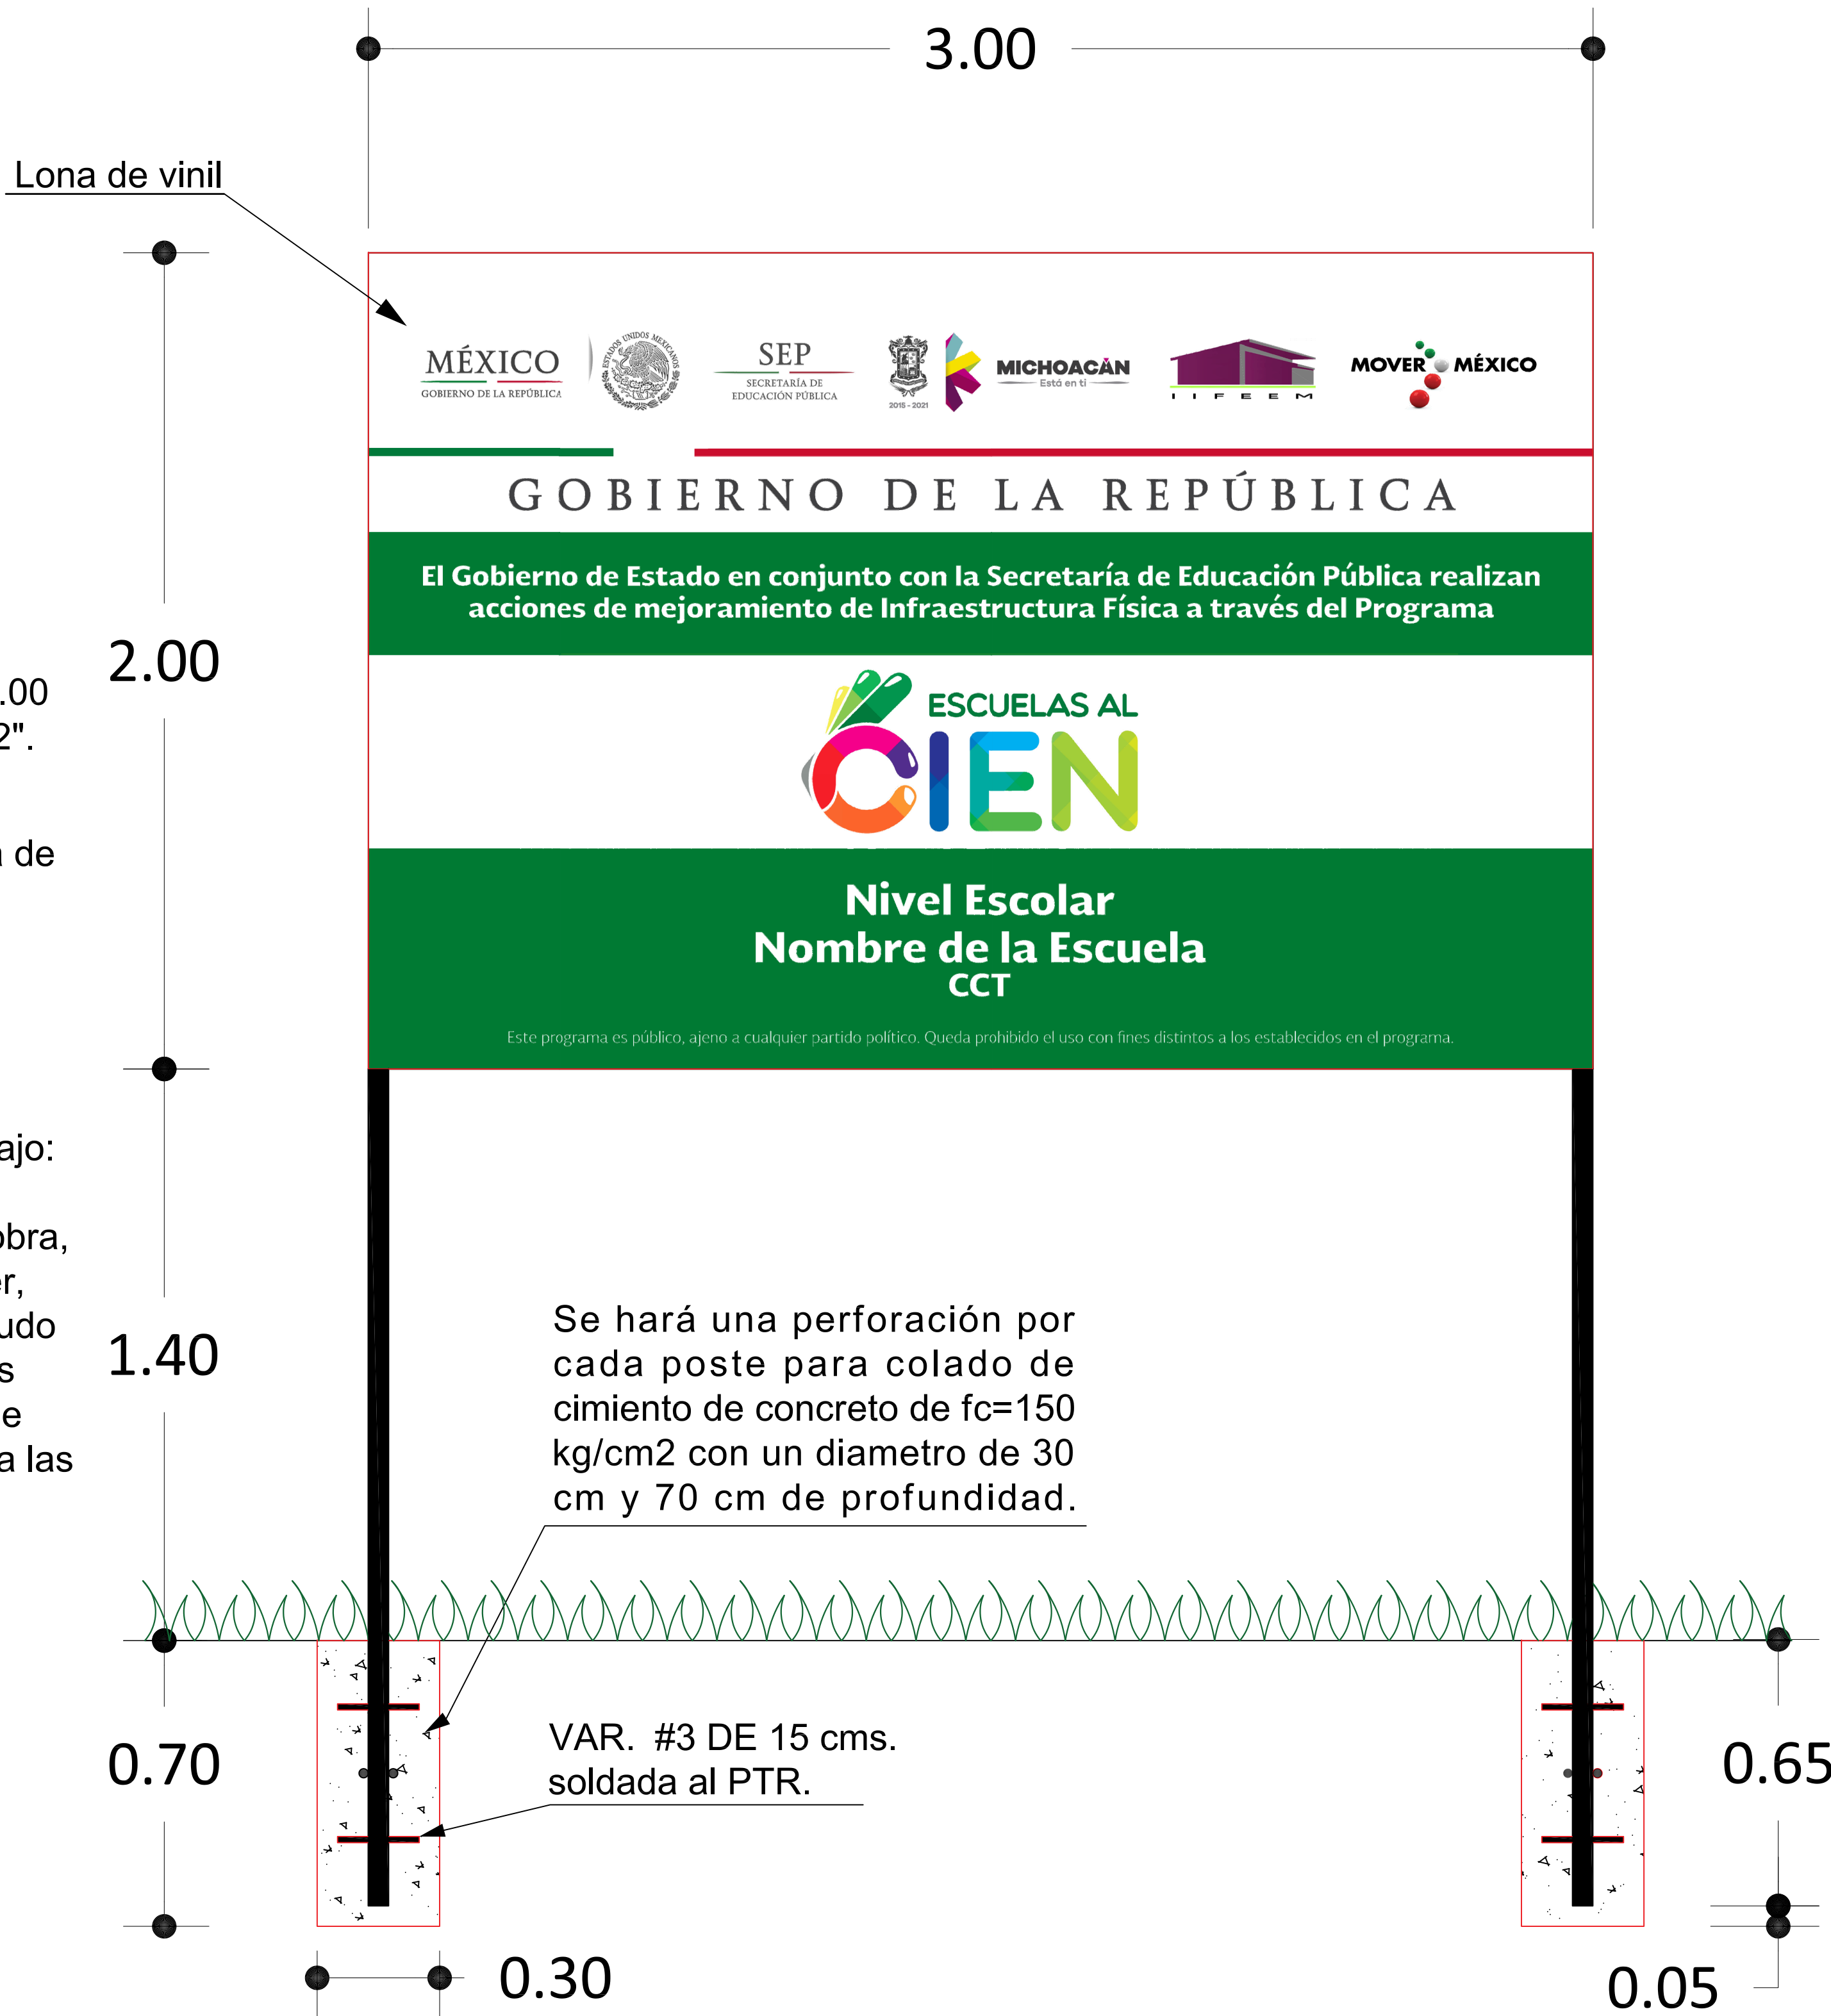 3.00
Lona de vinil
MÉXICO
GOBIERNO DE LA REPÚBLICA
ESTADOS UNIDOS MEXICANOS
SEP
SECRETARÍA DE
EDUCACIÓN PÚBLICA
2015 - 2021
MICHOACÁN
Está en ti
IIFEEM
MOVER MÉXICO
GOBIERNO DE LA REPÚBLICA
El Gobierno de Estado en conjunto con la Secretaría de Educación Pública realizan
acciones de mejoramiento de Infraestructura Física a través del Programa
2.00
.00
2".
ESCUELAS AL
CIEN
de
Nivel Escolar
Nombre de la Escuela
CCT
Este programa es público, ajeno a cualquier partido político. Queda prohibido el uso con fines distintos a los establecidos en el programa.
ajo:
obra,
er,
udo
s
e
a las
1.40
Se hará una perforación por
cada poste para colado de
cimiento de concreto de fc=150
kg/cm2 con un diametro de 30
cm y 70 cm de profundidad.
0.70
VAR. #3 DE 15 cms.
soldada al PTR.
0.65
0.30
0.05